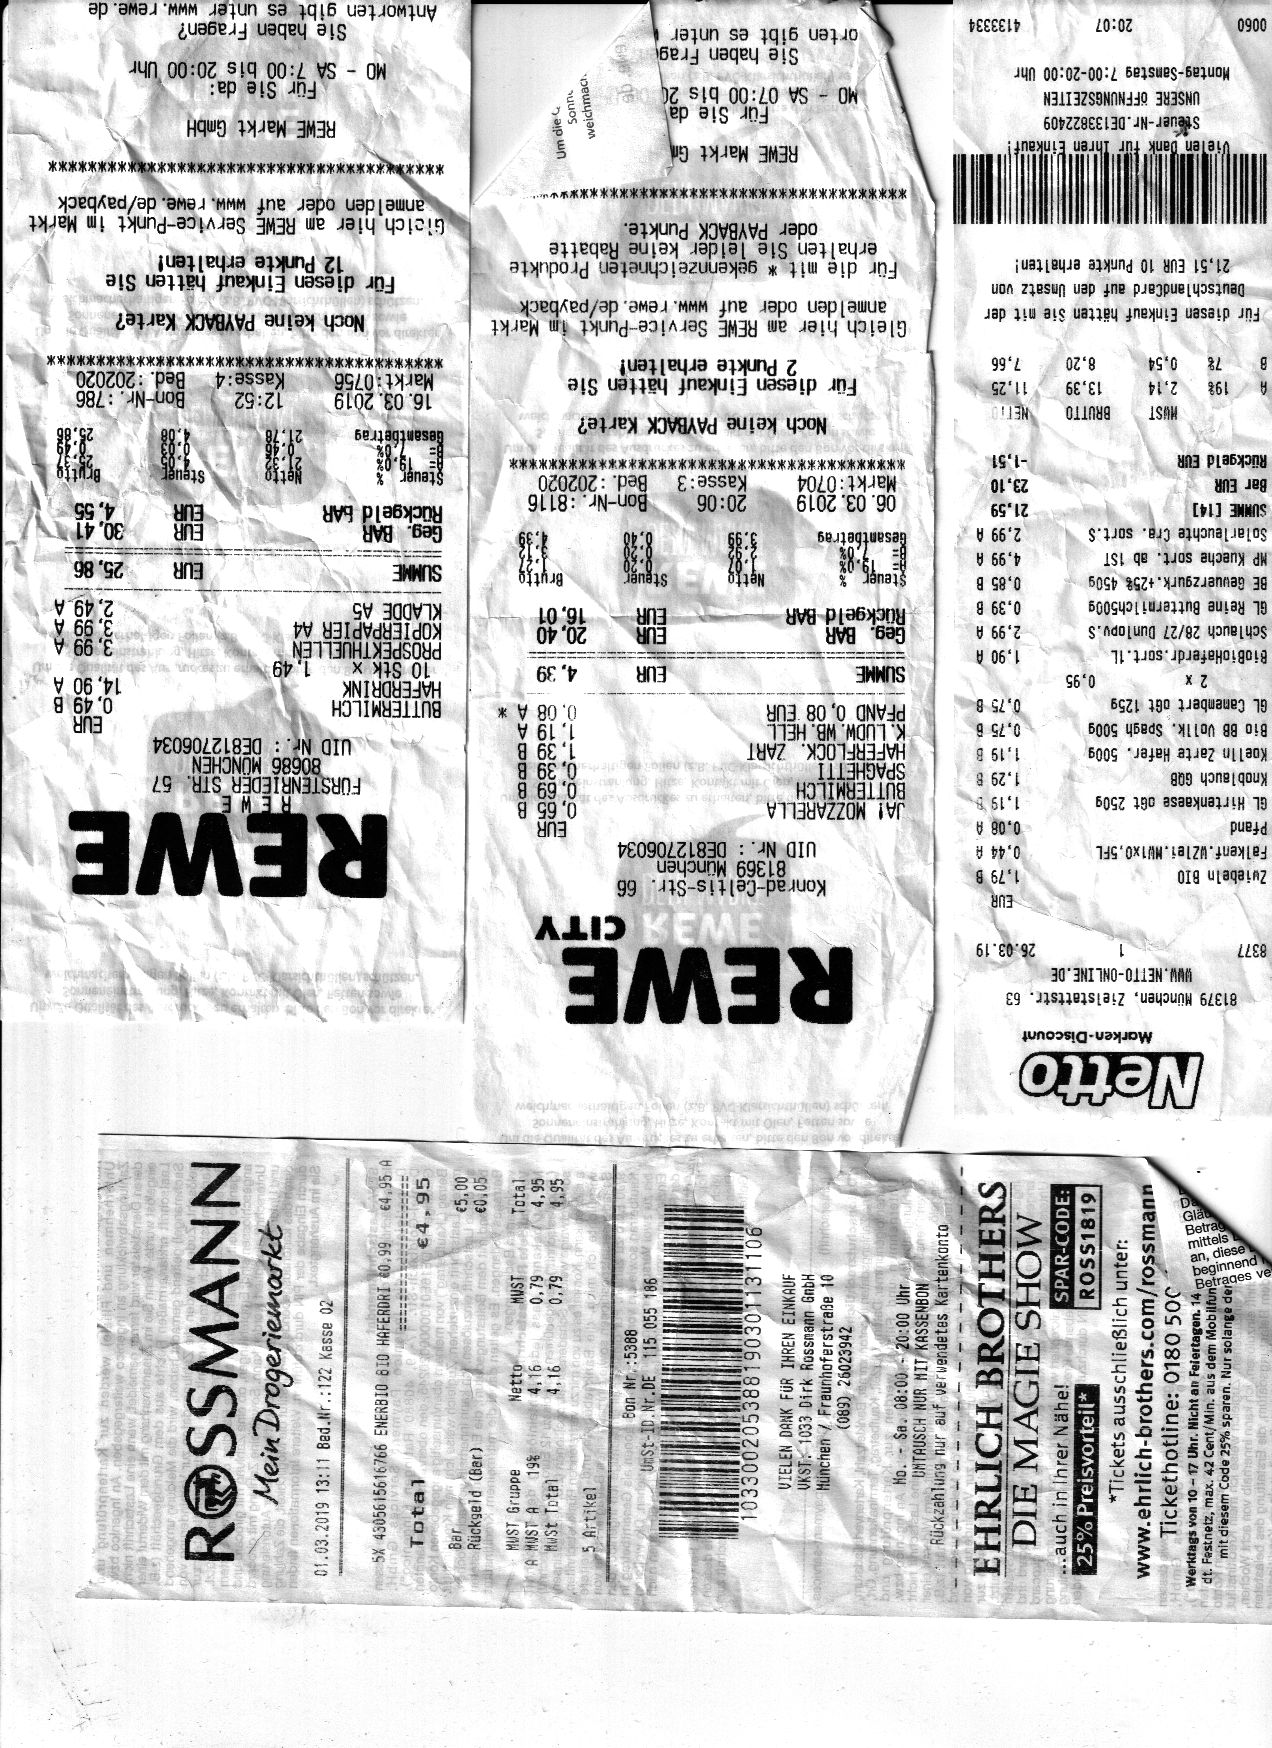 REWE
R E W E
FÜRSTENRIEDER STR. 57
80686 MÜNCHEN
UID Nr.: DE812706034
EUR
BUTTERMILCH 0,49 B
HAFERDRINK 14,90 A
10 Stk x 1,49
PROSPEKTHUELLEN 3,99 A
KOPIERPAPIER A4 3,99 A
KLADDE A5 2,49 A
SUMME EUR 25,86
Geg. BAR EUR 30,41
Rückgeld BAR EUR 4,55
Steuer % Netto Steuer Brutto
A= 19,0% 21,32 4,05 25,37
B= 7,0% 0,46 0,03 0,49
Gesamtbetrag 21,78 4,08 25,86
16.03.2019 12:52 Bon-Nr.:786
Markt:0756 Kasse:4 Bed.:202020
****************************************
Noch keine PAYBACK Karte?
Für diesen Einkauf hätten Sie
12 Punkte erhalten!
Gleich hier am REWE Service-Punkt im Markt
anmelden oder auf www.rewe.de/payback
****************************************
REWE Markt GmbH
Für Sie da:
MO - SA 7:00 bis 20:00 Uhr
Sie haben Fragen?
Antworten gibt es unter www.rewe.de
REWE
CITY
Konrad-Celtis-Str. 66
81369 München
UID Nr.: DE812706034
EUR
JA! MOZZARELLA 0,65 B
BUTTERMILCH 0,69 B
SPAGHETTI 0,39 B
HAFERFLOCK. ZART 1,39 B
K.LUDW.WB.HELL 1,19 A
PFAND 0,08 EUR 0,08 A *
SUMME EUR 4,39
Geg. BAR EUR 20,40
Rückgeld BAR EUR 16,01
Steuer % Netto Steuer Brutto
A= 19,0% 1,07 0,20 1,27
B= 7,0% 2,92 0,20 3,12
Gesamtbetrag 3,99 0,40 4,39
06.03.2019 20:06 Bon-Nr.:8116
Markt:0704 Kasse:3 Bed.:202020
****************************************
Noch keine PAYBACK Karte?
Für diesen Einkauf hätten Sie
2 Punkte erhalten!
Gleich hier am REWE Service-Punkt im Markt
anmelden oder auf www.rewe.de/payback
Für die mit * gekennzeichneten Produkte
erhalten Sie leider keine Rabatte
oder PAYBACK Punkte.
****************************************
REWE Markt Gm
Für Sie da
MO - SA 07:00 bis 20
Sie haben Frag
orten gibt es unter
Um die
Sonne
weichmac
Netto
Marken-Discount
81379 München, Zielstattstr. 63
WWW.NETTO-ONLINE.DE
8377 1 26.03.19
EUR
Zwiebeln BIO 1,79 B
Falkenf.Wzlei.MW1x0,5FL 0,44 A
Pfand 0,08 A
GL Hirtenkaese oGt 250g 1,19 B
Knoblauch GQB 1,29 B
Koelln Zarte Hafer. 500g 1,19 B
Bio BB Vollk. Spagh 500g 0,75 B
GL Camembert oGt 125g 0,75 B
2 x 0,95
BioBioHaferdr.sort.1L 1,90 A
Schlauch 28/27 Dunlopv.S 2,99 A
GL Reine Buttermilch500g 0,39 B
BE Gewuerzgurk.+25% 450g 0,85 B
MP Kueche sort. ab 1ST 4,99 A
Solarleuchte Cra. sort.S 2,99 A
SUMME [14] 21,59
Bar EUR 23,10
Rückgeld EUR -1,51
MWST BRUTTO NETTO
A 19% 2,14 13,39 11,25
B 7% 0,54 8,20 7,66
Für diesen Einkauf hätten Sie mit der
DeutschlandCard auf den Umsatz von
21,51 EUR 10 Punkte erhalten!
Vielen Dank für Ihren Einkauf!
Steuer-Nr.DE133822409
UNSERE ÖFFNUNGSZEITEN
Montag-Samstag 7:00-20:00 Uhr
0060 20:07 4133334
ROSSMANN
Mein Drogeriemarkt
01.03.2019 13:11 Bed.Nr.:122 Kasse 02
5X 4305615616766 ENERBIO BIO HAFERDRI €0,99 €4,95 A
Total €4,95
Bar €5,00
Rückgeld (Bar) €0,05
MWST Gruppe Netto MWST Total
A MWST A 19% 4,16 0,79 4,95
MWSt Total 4,16 0,79 4,95
5 Artikel
Bon Nr.:5388
UmSt-ID.Nr.DE 115 055 186
10330020538819030113​1106
VIELEN DANK FÜR IHREN EINKAUF
VKST: 1033 Dirk Rossmann GmbH
München / Fraunhoferstraße 10
(089) 26023942
Mo. - Sa. 08:00 - 20:00 Uhr
UMTAUSCH NUR MIT KASSENBON
Rückzahlung nur auf verwendetes Kartenkonto
EHRLICH BROTHERS
DIE MAGIE SHOW
...auch in Ihrer Nähe!
25% Preisvorteil*
SPAR-CODE:
ROSS1819
*Tickets ausschließlich unter:
www.ehrlich-brothers.com/rossmann
Tickethotline: 0180 500
Werktags von 10 – 17 Uhr. Nicht an Feiertagen. 14
dt. Festnetz, max. 42 Cent/Min. aus dem Mobilfun
mit diesem Code 25% sparen. Nur solange der
Gläu
Betrag
mittels
an, diese
beginnend
Betrages ve